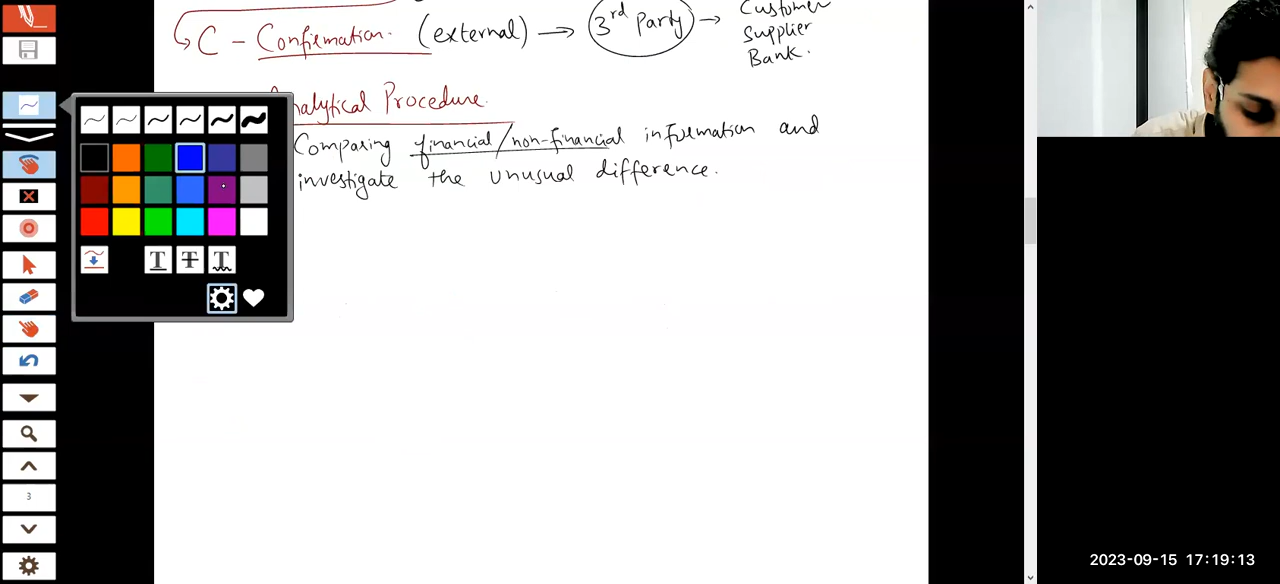 Customer
C – Confirmation. (external) → 3rd Party → Supplier
Bank.
nalytical Procedure.
Comparing financial/non-financial information and
investigate the unusual difference.
3
2023-09-15 17:19:13